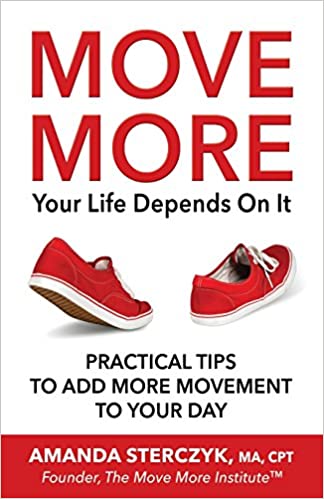 MOVE
MORE
Your Life Depends On It
PRACTICAL TIPS
TO ADD MORE MOVEMENT
TO YOUR DAY
AMANDA STERCZYK, MA, CPT
Founder, The Move More Institute™